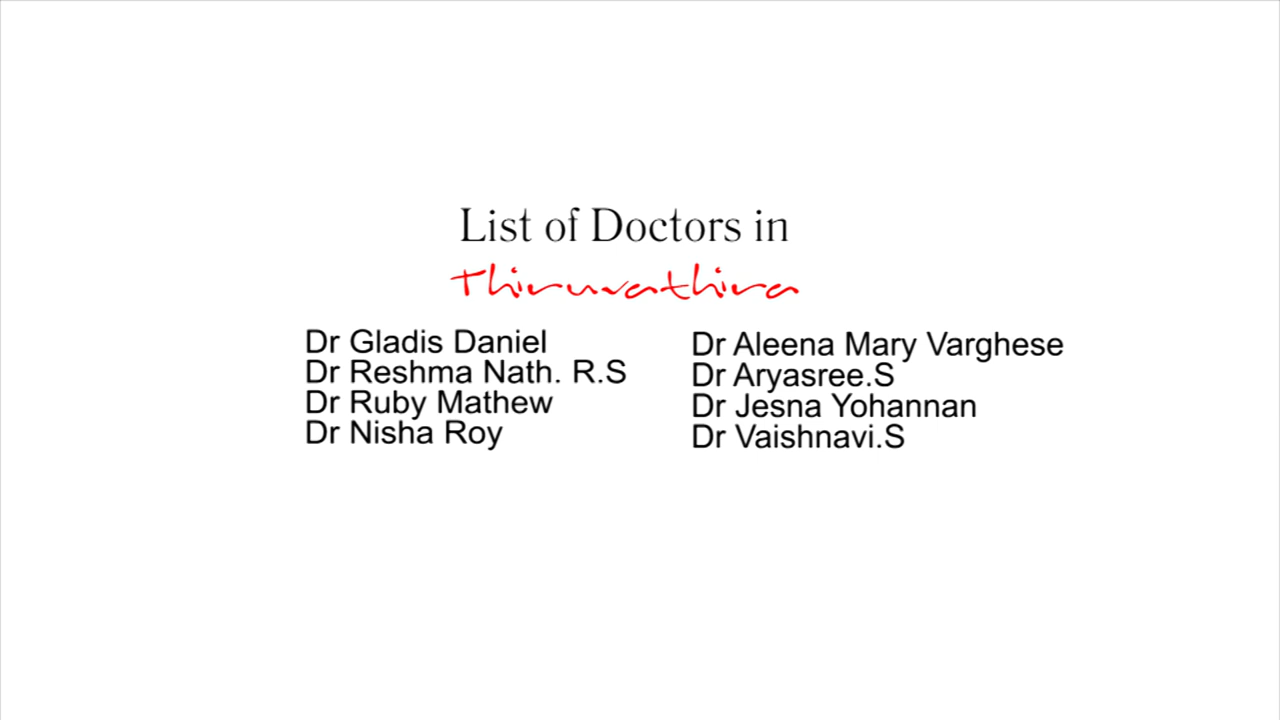 List of Doctors in
Thiruvathira
Dr Gladis Daniel
Dr Reshma Nath. R.S
Dr Ruby Mathew
Dr Nisha Roy
Dr Aleena Mary Varghese
Dr Aryasree.S
Dr Jesna Yohannan
Dr Vaishnavi.S